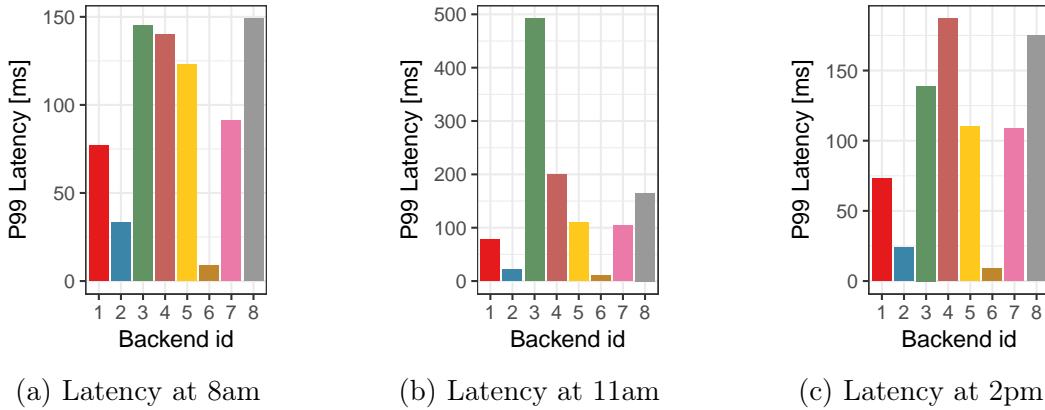 P99 Latency [ms]
150
100
50
0
1 2 3 4 5 6 7 8
Backend id
(a) Latency at 8am
P99 Latency [ms]
500
400
300
200
100
0
1 2 3 4 5 6 7 8
Backend id
(b) Latency at 11am
P99 Latency [ms]
150
100
50
0
1 2 3 4 5 6 7 8
Backend id
(c) Latency at 2pm